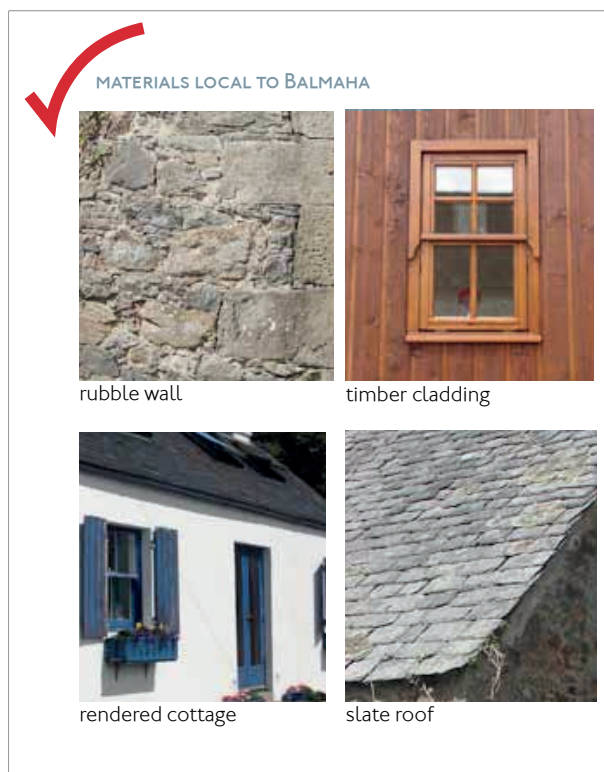 MATERIALS LOCAL TO BALMAHA
rubble wall
timber cladding
rendered cottage
slate roof